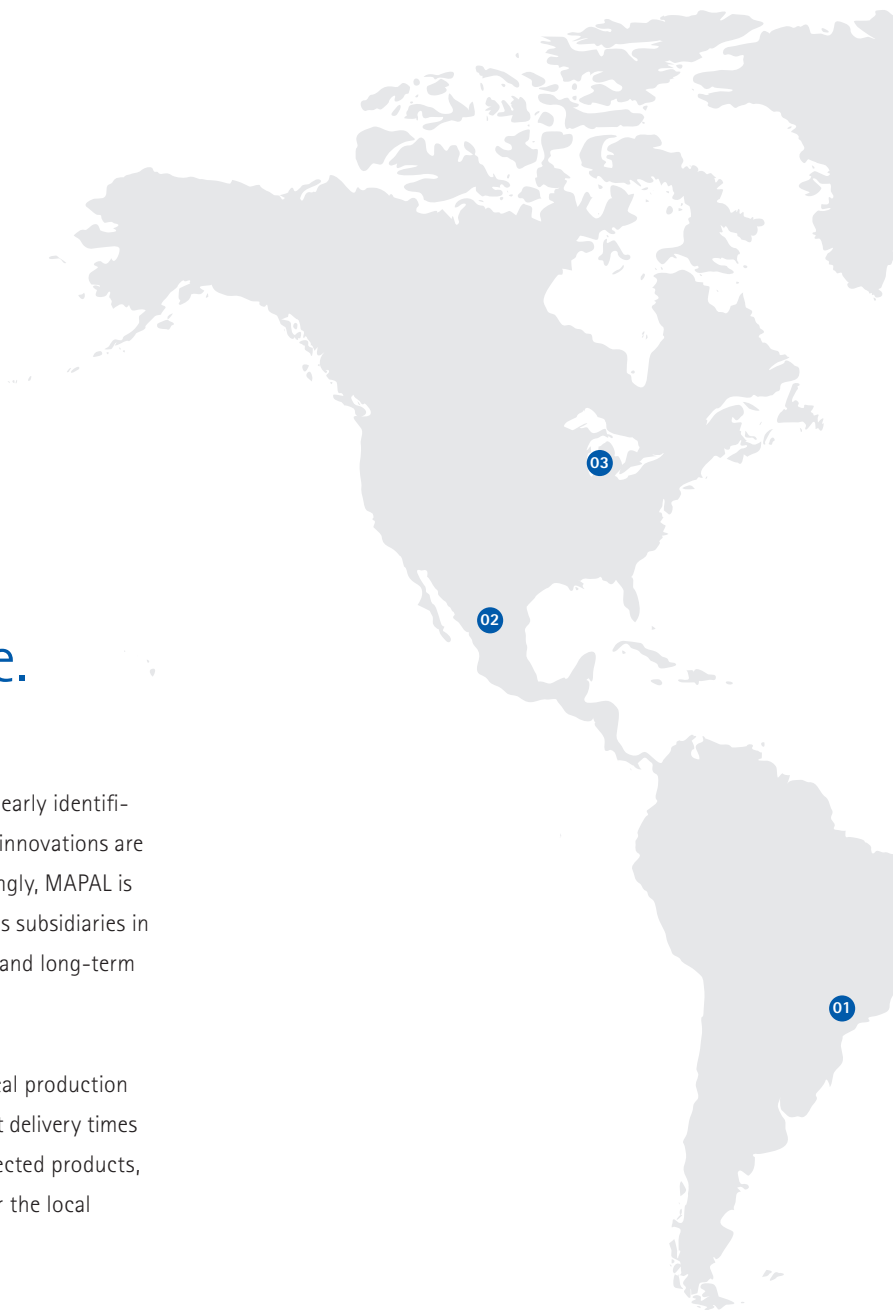 03
02
e.
early identifi-
innovations are
ngly, MAPAL is
s subsidiaries in
and long-term
01
cal production
t delivery times
ected products,
r the local